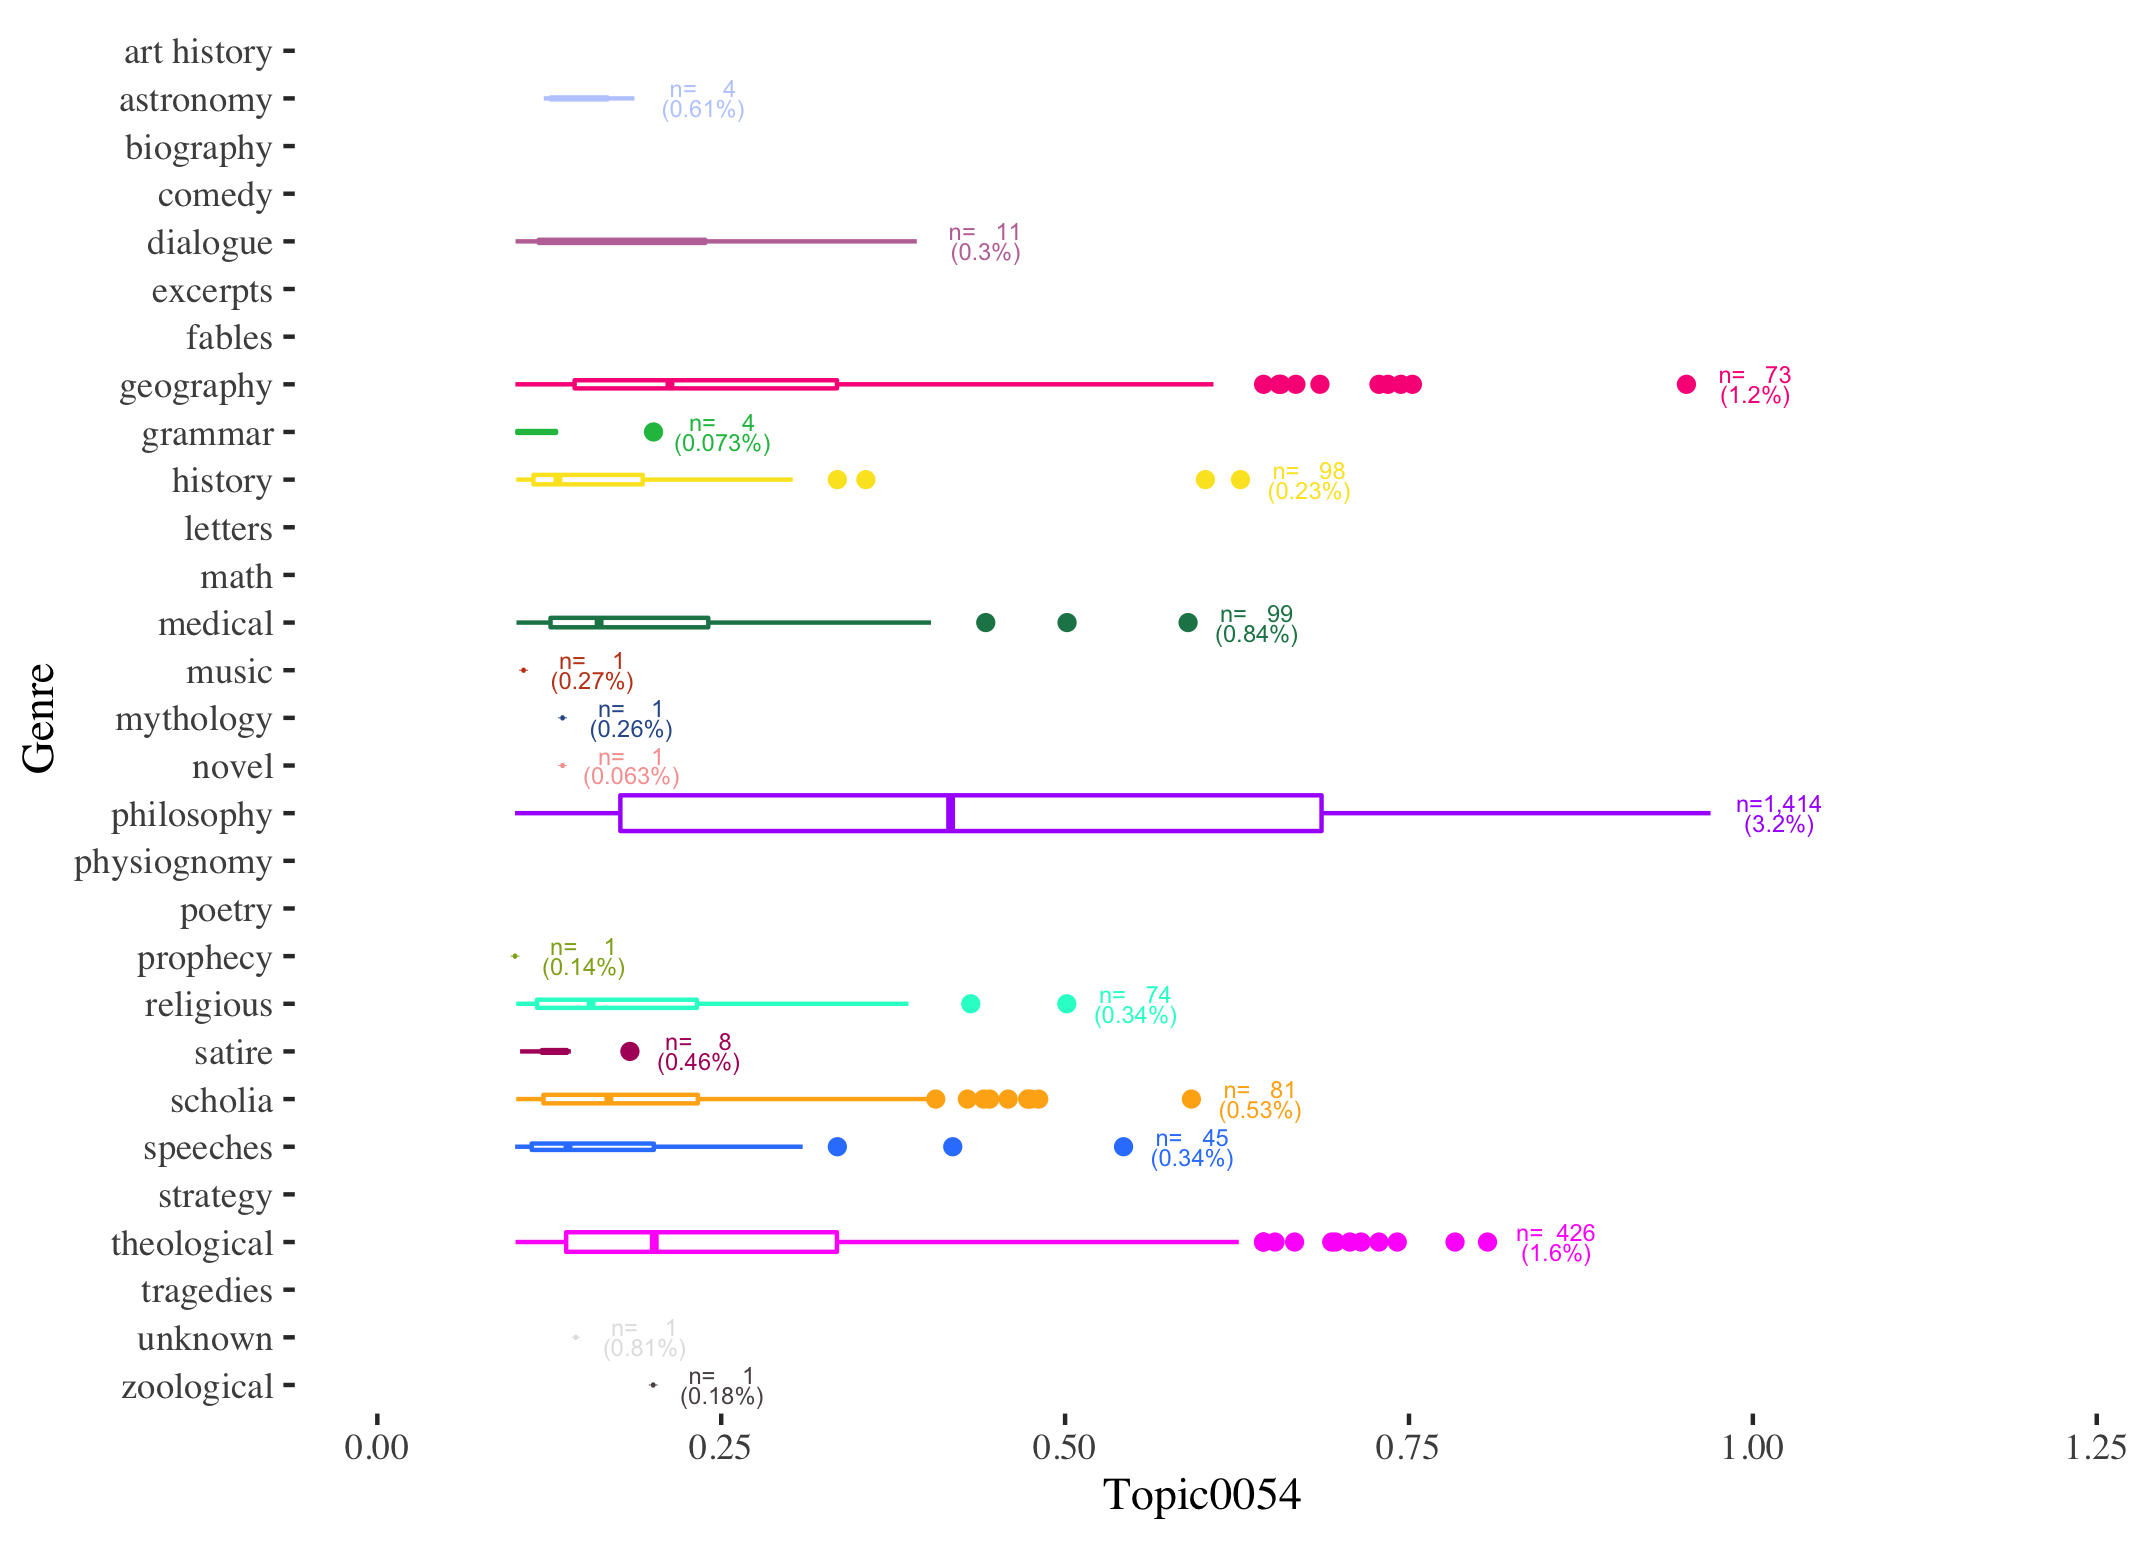 art history
astronomy
n= 4
(0.61%)
biography
comedy
dialogue
n= 11
(0.3%)
excerpts
fables
geography
n= 73
(1.2%)
grammar
n= 4
(0.073%)
history
n= 98
(0.23%)
letters
math
medical
n= 99
(0.84%)
music
n= 1
(0.27%)
mythology
n= 1
(0.26%)
novel
n= 1
(0.063%)
philosophy
n=1,414
(3.2%)
physiognomy
poetry
prophecy
n= 1
(0.14%)
religious
n= 74
(0.34%)
satire
n= 8
(0.46%)
scholia
n= 81
(0.53%)
speeches
n= 45
(0.34%)
strategy
theological
n= 426
(1.6%)
tragedies
unknown
n= 1
(0.81%)
zoological
n= 1
(0.18%)
Genre
0.00 0.25 0.50 0.75 1.00 1.25
Topic0054